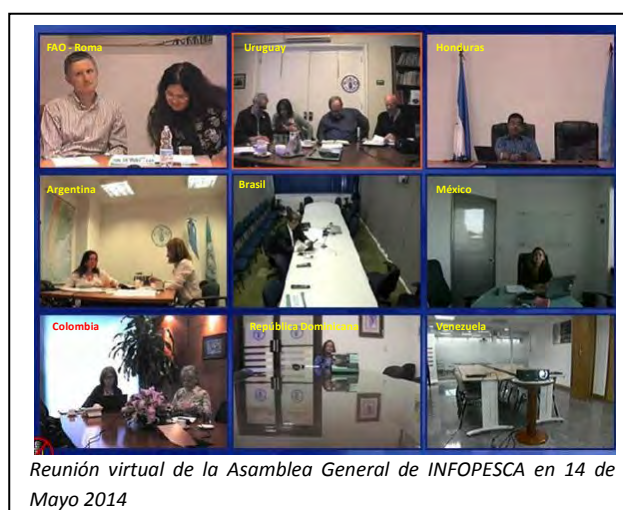 FAO - Roma
Uruguay
Honduras
Argentina
Brasil
México
Colombia
República Dominicana
Venezuela
Reunión virtual de la Asamblea General de INFOPESCA en 14 de
Mayo 2014